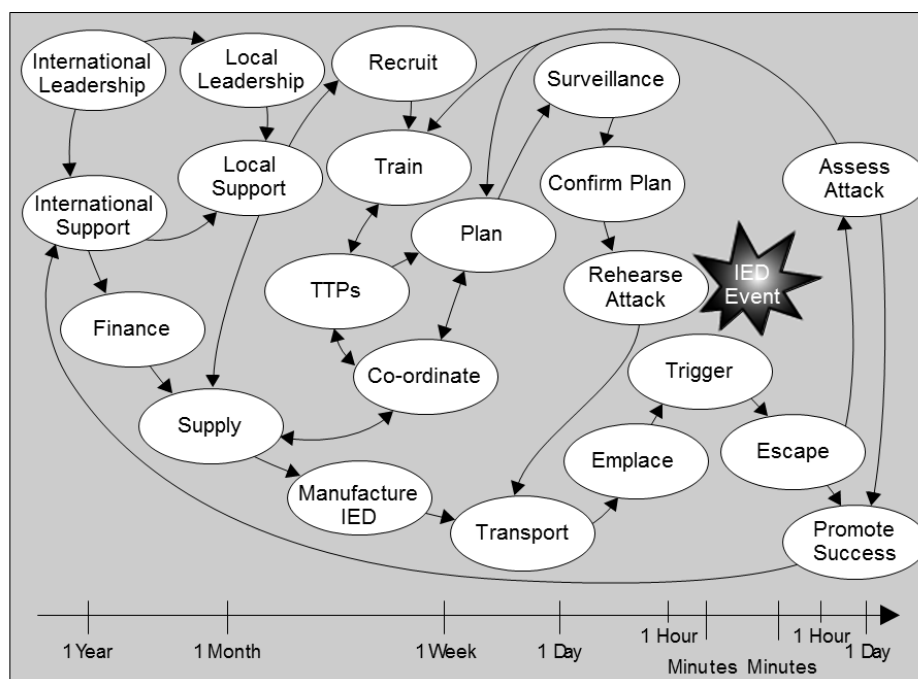 International
Leadership
Local
Leadership
Recruit
Surveillance
Local
Support
Train
Confirm Plan
Assess
Attack
International
Support
Plan
TTPs
Rehearse
Attack
IED
Event
Finance
Co-ordinate
Trigger
Supply
Emplace
Escape
Manufacture
IED
Transport
Promote
Success
1 Year
1 Month
1 Week
1 Day
1 Hour
Minutes
Minutes
1 Hour
1 Day